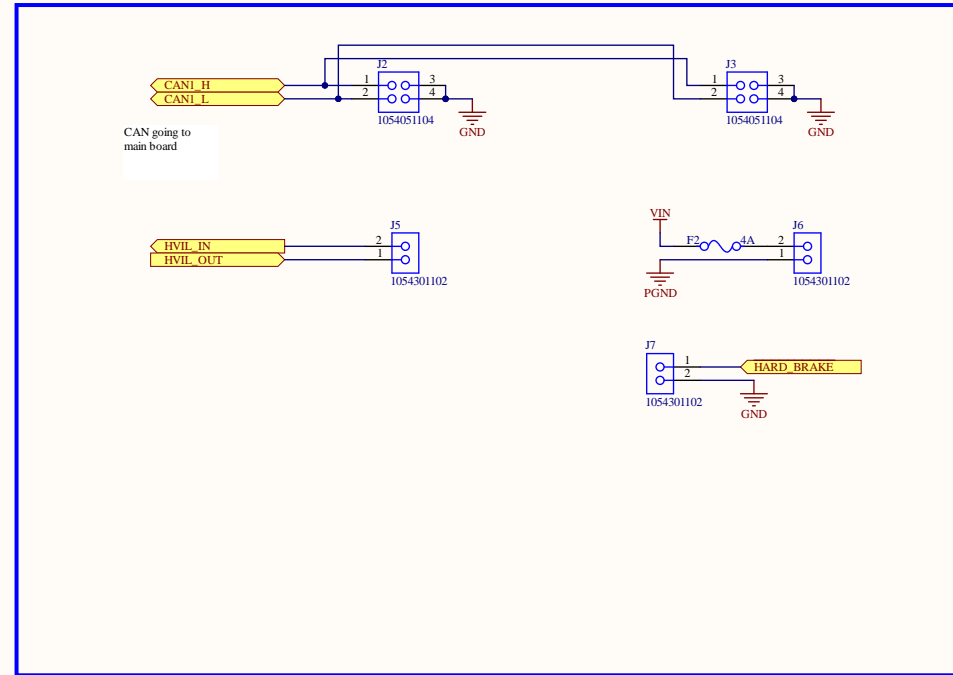 J2
J3
CAN1_H
1
3
1
3
CAN1_L
2
4
2
4
1054051104
1054051104
GND
GND
CAN going to
main board
VIN
J5
J6
HVIL_IN
2
F2
4A
2
HVIL_OUT
1
1
1054301102
1054301102
PGND
J7
1
HARD_BRAKE
2
1054301102
GND